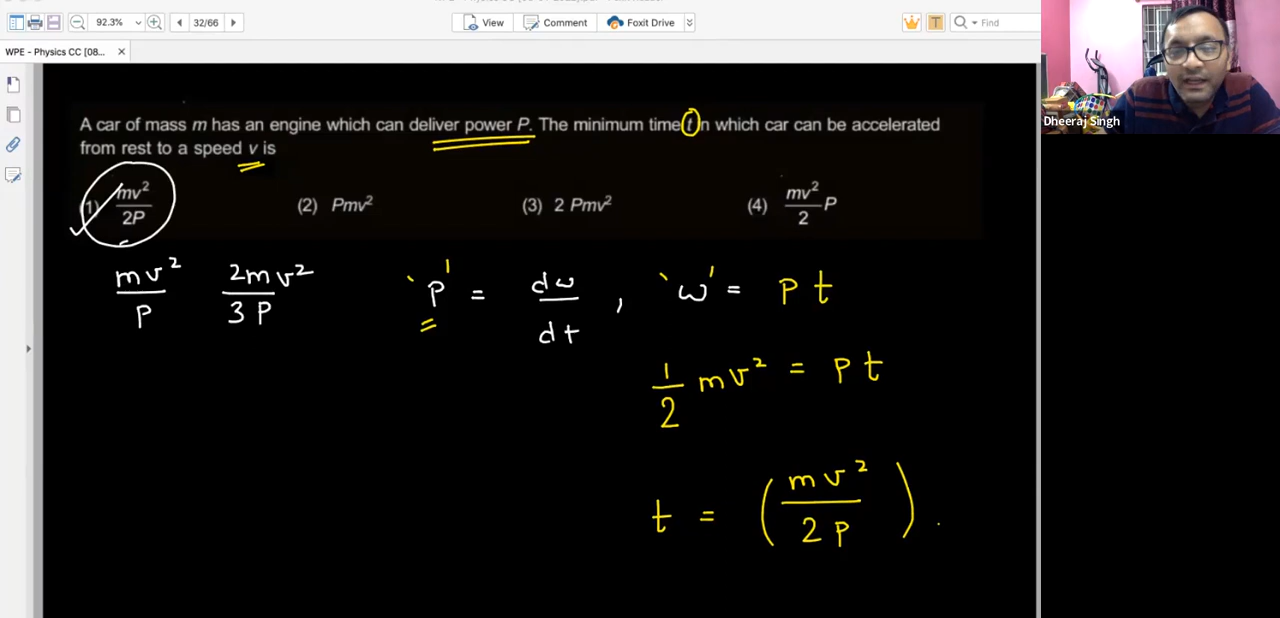 92.3%
32/66
View
Comment
Foxit Drive
T
Find
WPE - Physics CC [08...
Dheeraj Singh
A car of mass m has an engine which can deliver power P. The minimum time t in which car can be accelerated
from rest to a speed v is
(1) mv²/2P (2) Pmv² (3) 2 Pmv² (4) mv²/2 P
mv²/P 2mv²/3P 'P' = dω/dt , 'ω' = P t
1/2 mv² = P t
t = (mv²/2P)